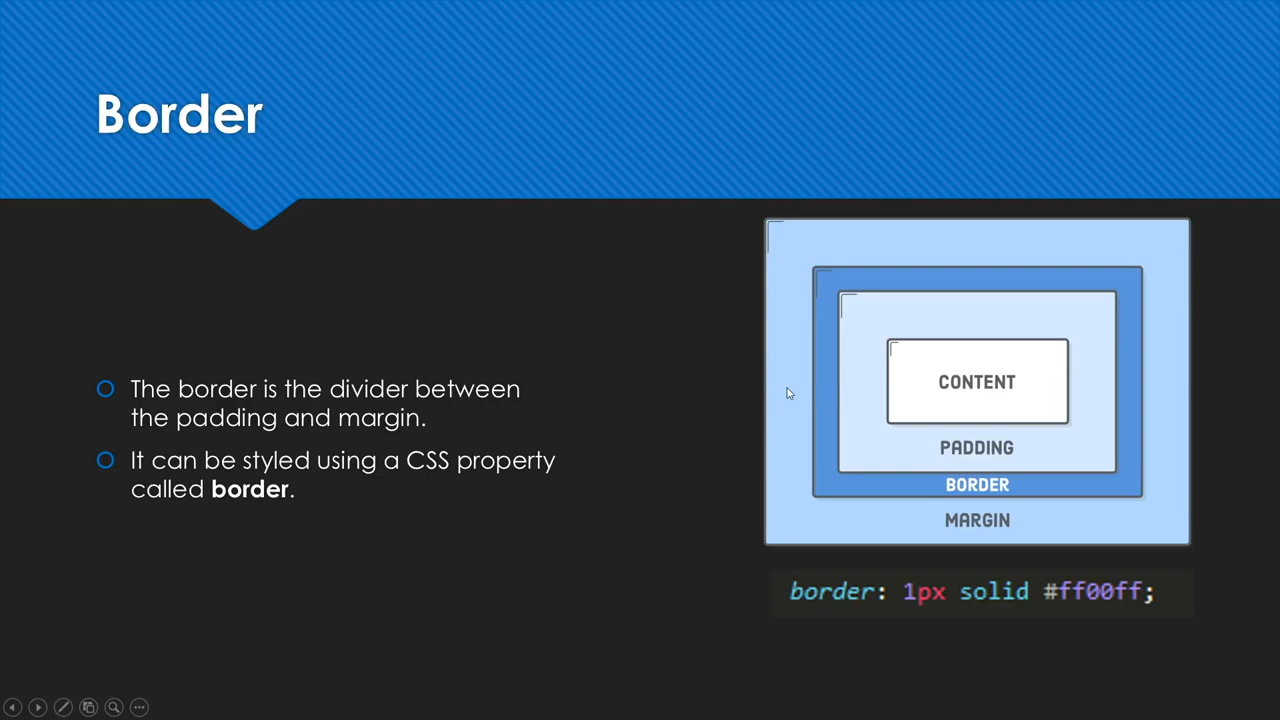 Border
The border is the divider between
the padding and margin.
It can be styled using a CSS property
called border.
CONTENT
PADDING
BORDER
MARGIN
border: 1px solid #ff00ff;